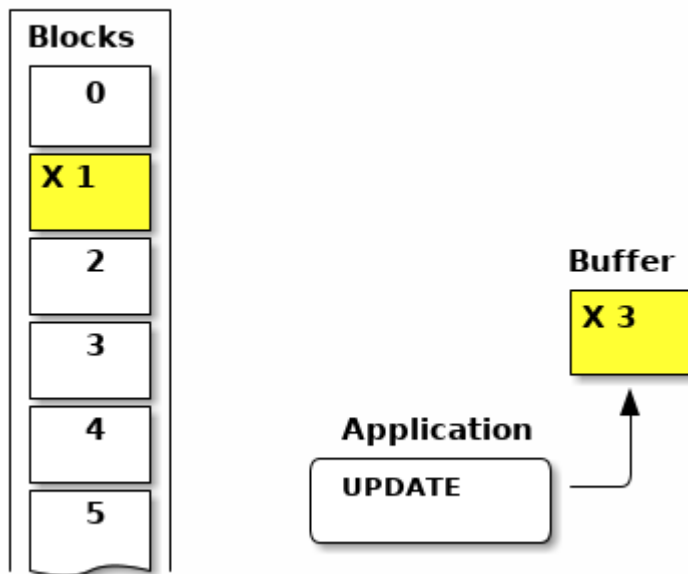 Blocks
0
X 1
2
3
4
5
Buffer
X 3
Application
UPDATE